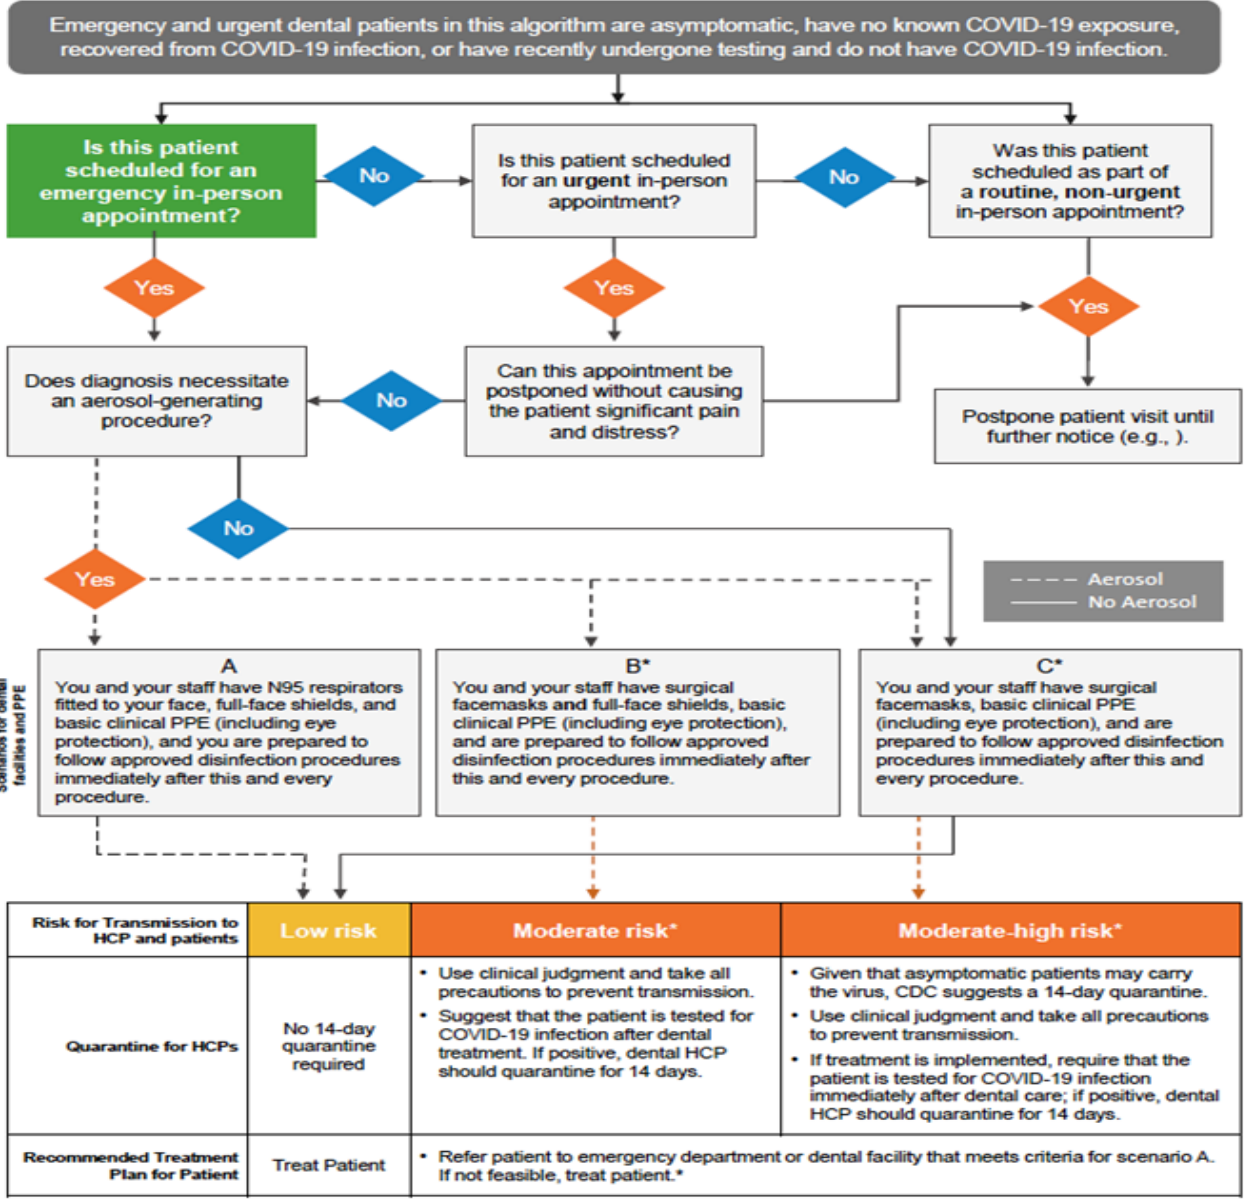 Emergency and urgent dental patients in this algorithm are asymptomatic, have no known COVID-19 exposure,
recovered from COVID-19 infection, or have recently undergone testing and do not have COVID-19 infection.
Is this patient
scheduled for an
emergency in-person
appointment?
No
Is this patient scheduled
for an urgent in-person
appointment?
No
Was this patient
scheduled as part of
a routine, non-urgent
in-person appointment?
Yes
Yes
Yes
Does diagnosis necessitate
an aerosol-generating
procedure?
No
Can this appointment be
postponed without causing
the patient significant pain
and distress?
Postpone patient visit until
further notice (e.g., ).
No
Yes
Aerosol
No Aerosol
Scenarios for dental
facilities and PPE
A
You and your staff have N95 respirators
fitted to your face, full-face shields, and
basic clinical PPE (including eye
protection), and you are prepared to
follow approved disinfection procedures
immediately after this and every
procedure.
B*
You and your staff have surgical
facemasks and full-face shields, basic
clinical PPE (including eye protection),
and are prepared to follow approved
disinfection procedures immediately after
this and every procedure.
C*
You and your staff have surgical
facemasks, basic clinical PPE
(including eye protection), and are
prepared to follow approved disinfection
procedures immediately after this and
every procedure.
Risk for Transmission to
HCP and patients
Low risk
Moderate risk*
Moderate-high risk*
Quarantine for HCPs
No 14-day
quarantine
required
• Use clinical judgment and take all
precautions to prevent transmission.
• Suggest that the patient is tested for
COVID-19 infection after dental
treatment. If positive, dental HCP
should quarantine for 14 days.
• Given that asymptomatic patients may carry
the virus, CDC suggests a 14-day quarantine.
• Use clinical judgment and take all precautions
to prevent transmission.
• If treatment is implemented, require that the
patient is tested for COVID-19 infection
immediately after dental care; if positive, dental
HCP should quarantine for 14 days.
Recommended Treatment
Plan for Patient
Treat Patient
• Refer patient to emergency department or dental facility that meets criteria for scenario A.
If not feasible, treat patient.*